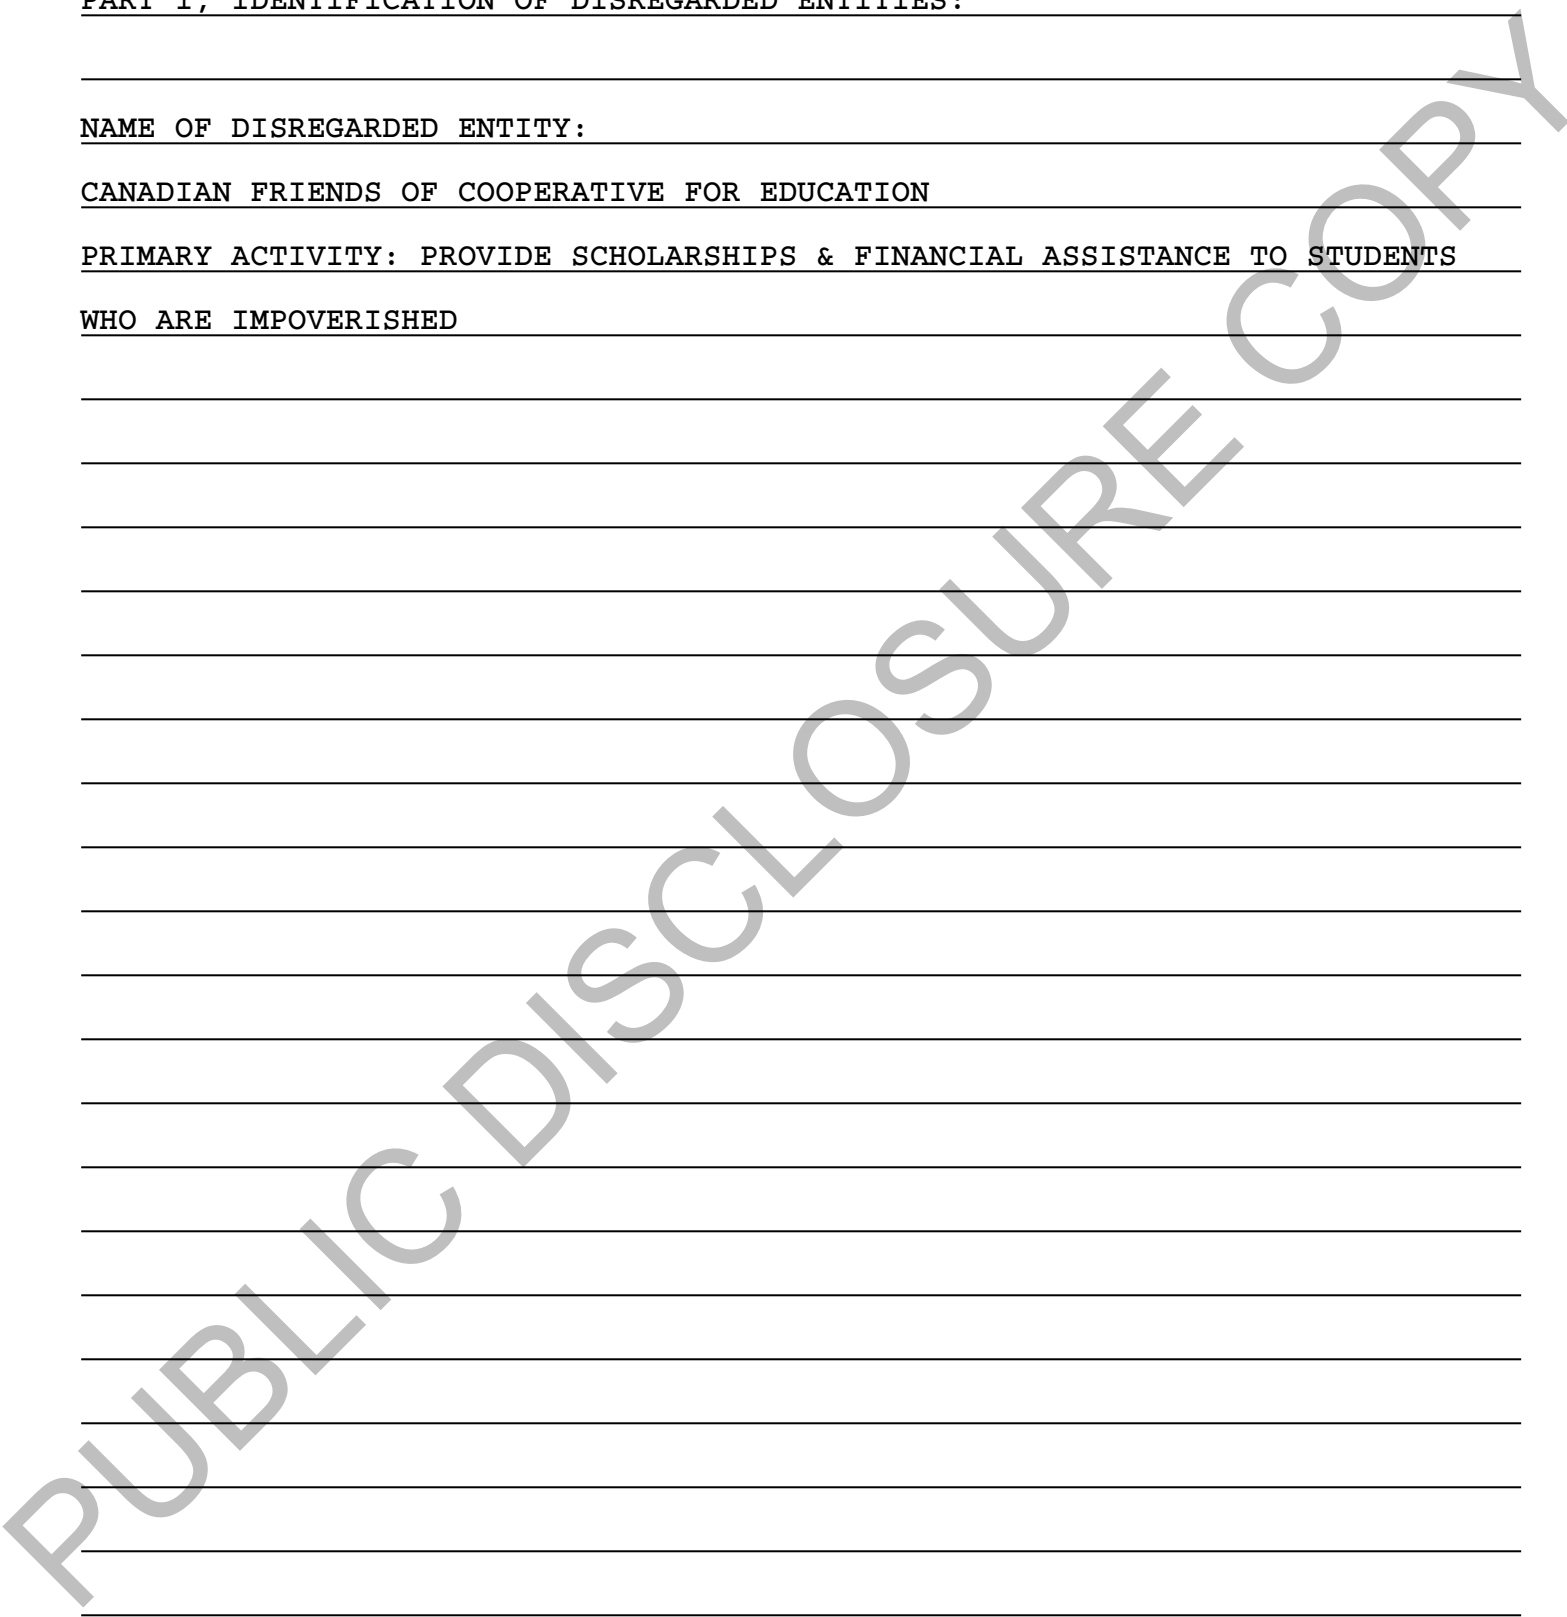 PART I, IDENTIFICATION OF DISREGARDED ENTITIES:
NAME OF DISREGARDED ENTITY:
CANADIAN FRIENDS OF COOPERATIVE FOR EDUCATION
PRIMARY ACTIVITY: PROVIDE SCHOLARSHIPS & FINANCIAL ASSISTANCE TO STUDENTS
WHO ARE IMPOVERISHED
PUBLIC DISCLOSURE COPY